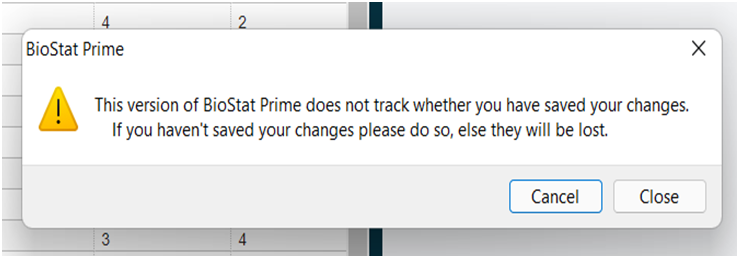 4 2
BioStat Prime
This version of BioStat Prime does not track whether you have saved your changes.
If you haven't saved your changes please do so, else they will be lost.
Cancel Close
3 4